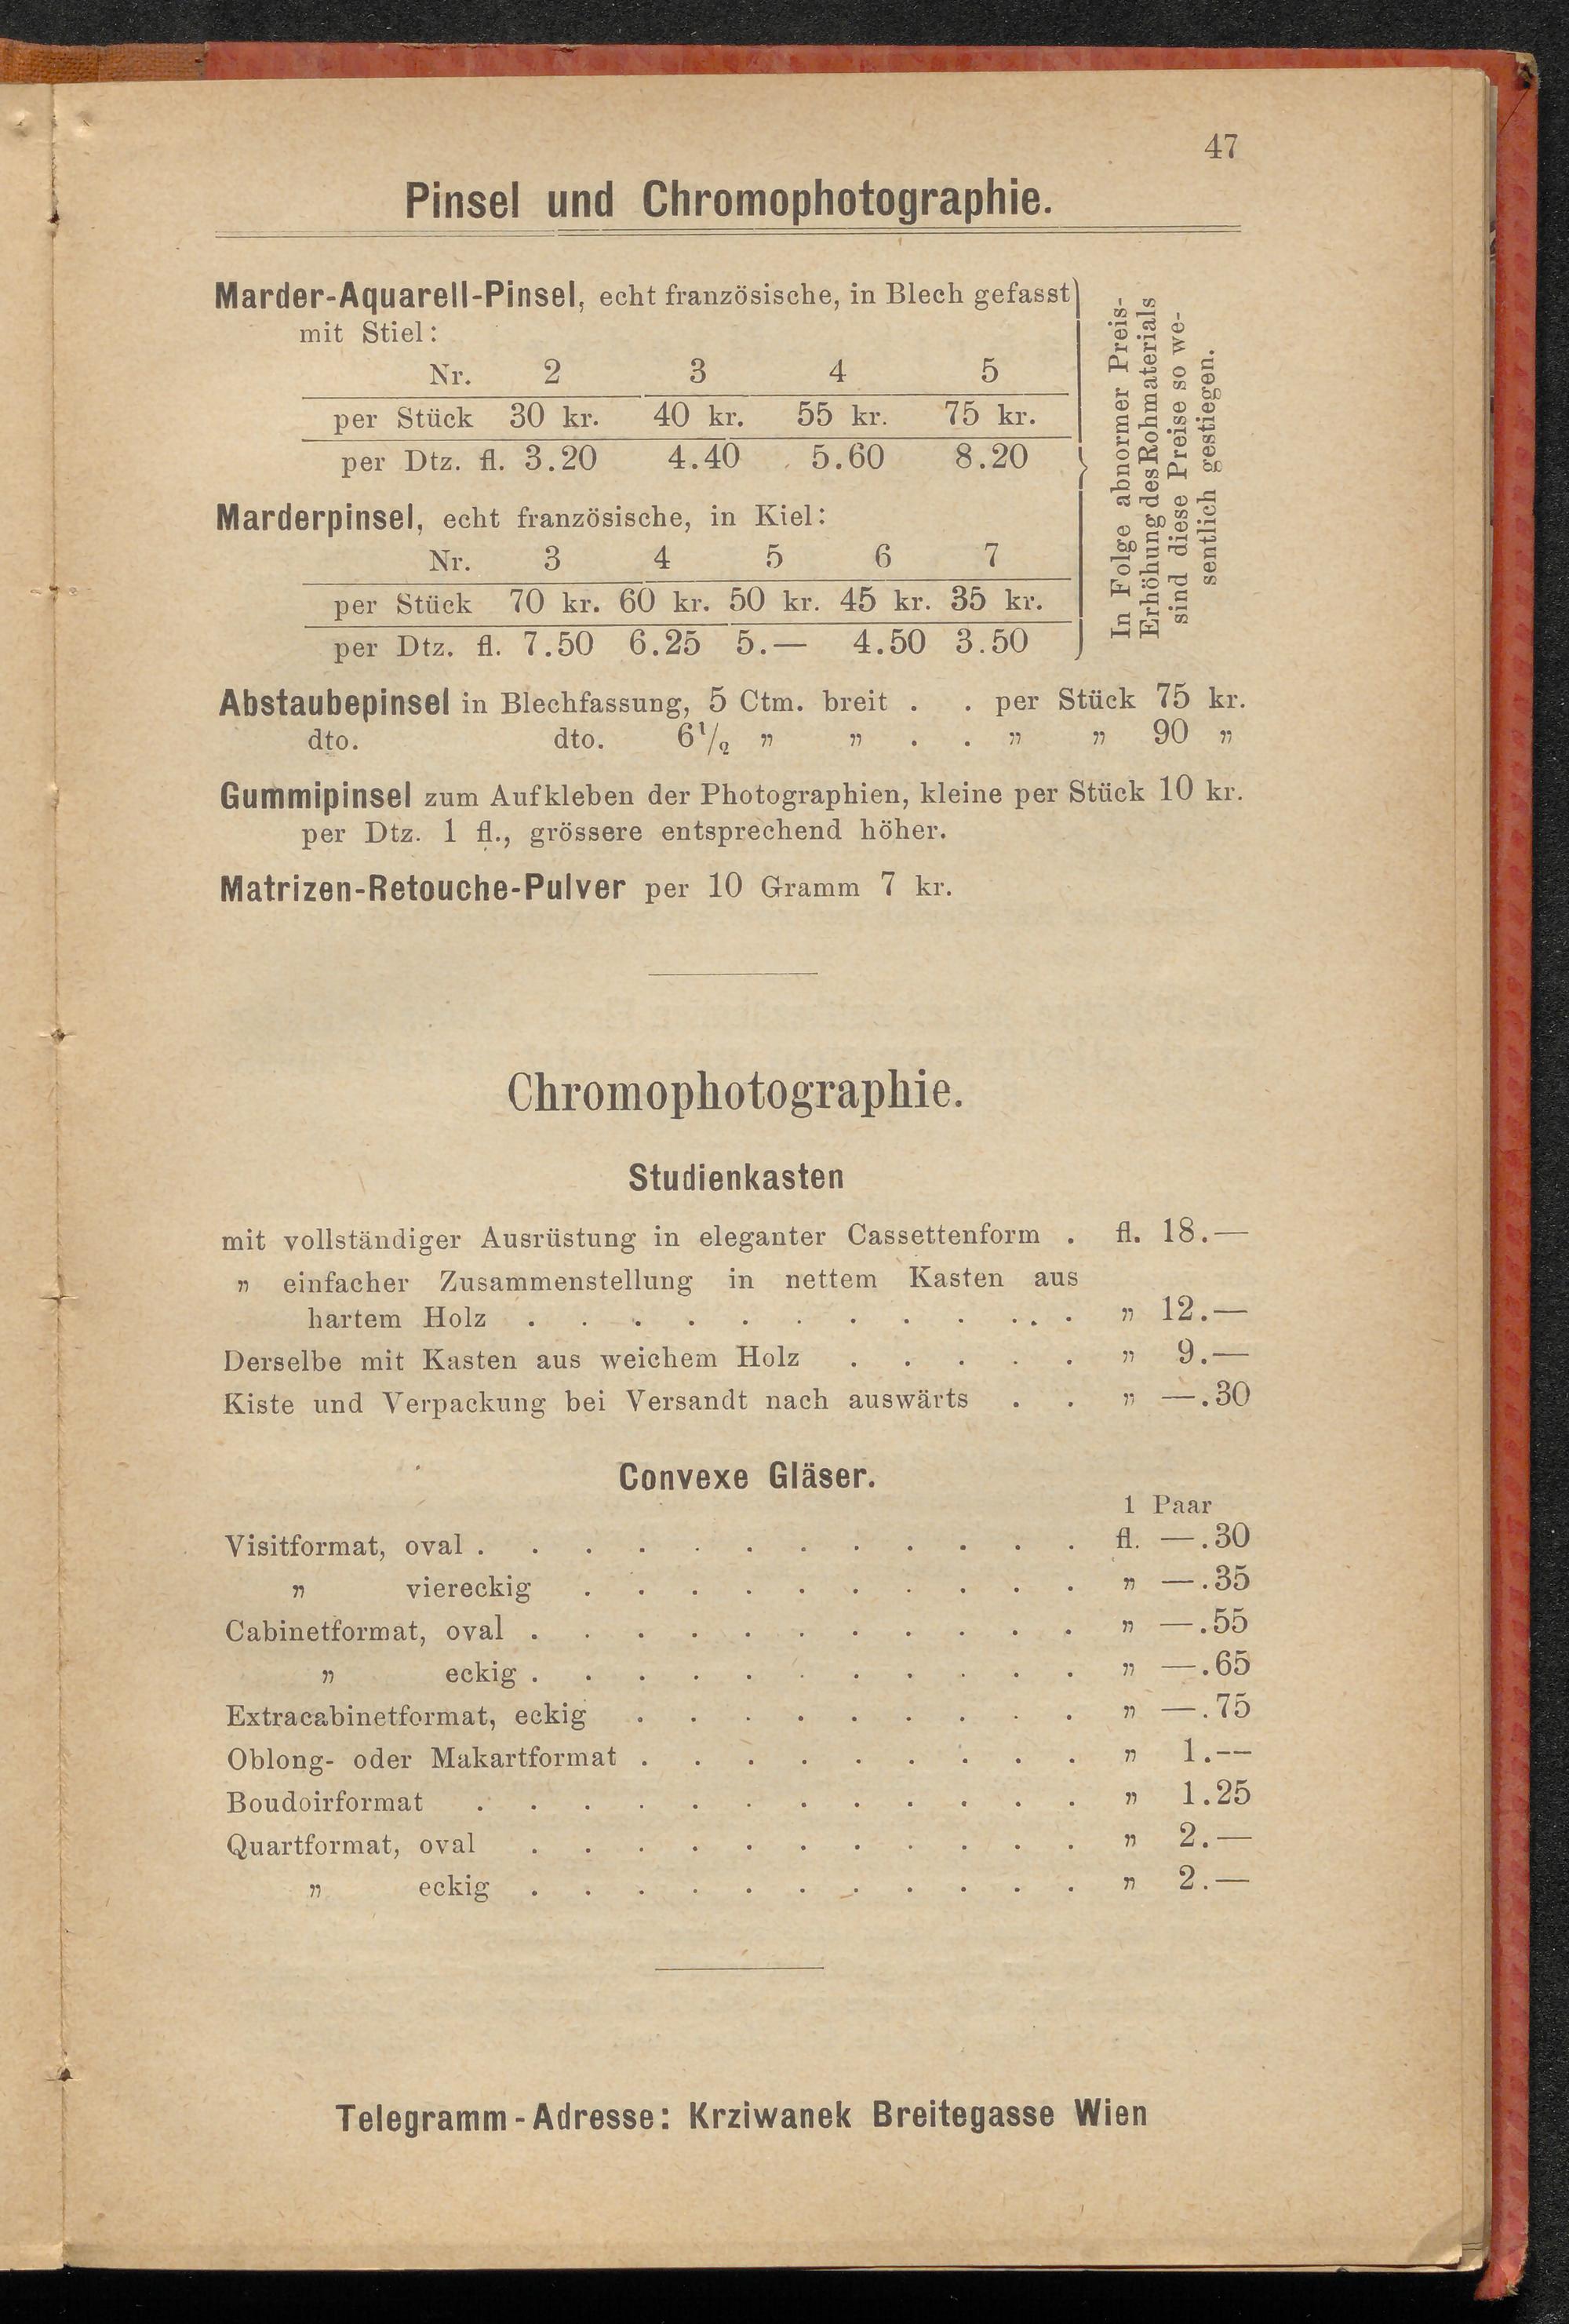 47
Pinsel und Chromophotographie.
Marder-Aquarell-Pinsel, echt französische, in Blech gefasst
mit Stiel:
Nr. 2 3 4 5
per Stück 30 kr. 40 kr. 55 kr. 75 kr.
per Dtz. fl. 3.20 4.40 5.60 8.20
Marderpinsel, echt französische, in Kiel:
Nr. 3 4 5 6 7
per Stück 70 kr. 60 kr. 50 kr. 45 kr. 35 kr.
per Dtz. fl. 7.50 6.25 5.— 4.50 3.50
In Folge abnormer Preis-
Erhöhung des Rohmaterials
sind diese Preise so we-
sentlich gestiegen.
Abstaubepinsel in Blechfassung, 5 Ctm. breit . . per Stück 75 kr.
dto. dto. 6 1/2 „ „ . . „ „ 90 „
Gummipinsel zum Aufkleben der Photographien, kleine per Stück 10 kr.
per Dtz. 1 fl., grössere entsprechend höher.
Matrizen-Retouche-Pulver per 10 Gramm 7 kr.
Chromophotographie.
Studienkasten
mit vollständiger Ausrüstung in eleganter Cassettenform . fl. 18.—
„ einfacher Zusammenstellung in nettem Kasten aus
hartem Holz . . . . . . . . . . . . „ 12.—
Derselbe mit Kasten aus weichem Holz . . . . . „ 9.—
Kiste und Verpackung bei Versandt nach auswärts . . „ —.30
Convexe Gläser.
1 Paar
Visitformat, oval . . . . . . . . . . . . fl. —.30
„ viereckig . . . . . . . . . . „ —.35
Cabinetformat, oval . . . . . . . . . . . „ —.55
„ eckig . . . . . . . . . . . „ —.65
Extracabinetformat, eckig . . . . . . . . . „ —.75
Oblong- oder Makartformat . . . . . . . . . „ 1.—
Boudoirformat . . . . . . . . . . . . „ 1.25
Quartformat, oval . . . . . . . . . . . „ 2.—
„ eckig . . . . . . . . . . . „ 2.—
Telegramm-Adresse: Krziwanek Breitegasse Wien